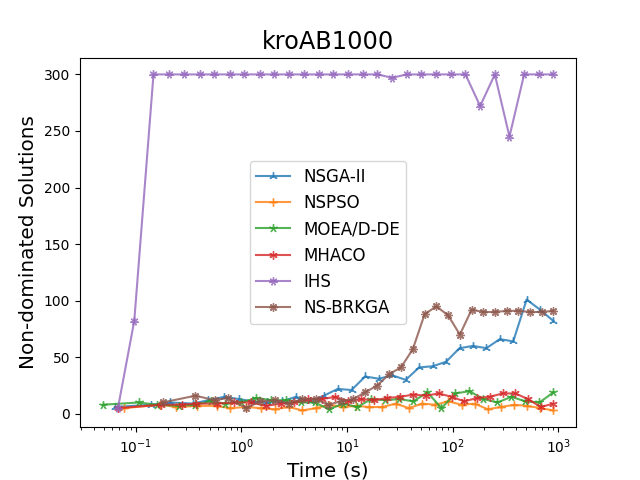 kroAB1000
Non-dominated Solutions
300
250
200
150
100
50
0
NSGA-II
NSPSO
MOEA/D-DE
MHACO
IHS
NS-BRKGA
10⁻¹ 10⁰ 10¹ 10² 10³
Time (s)